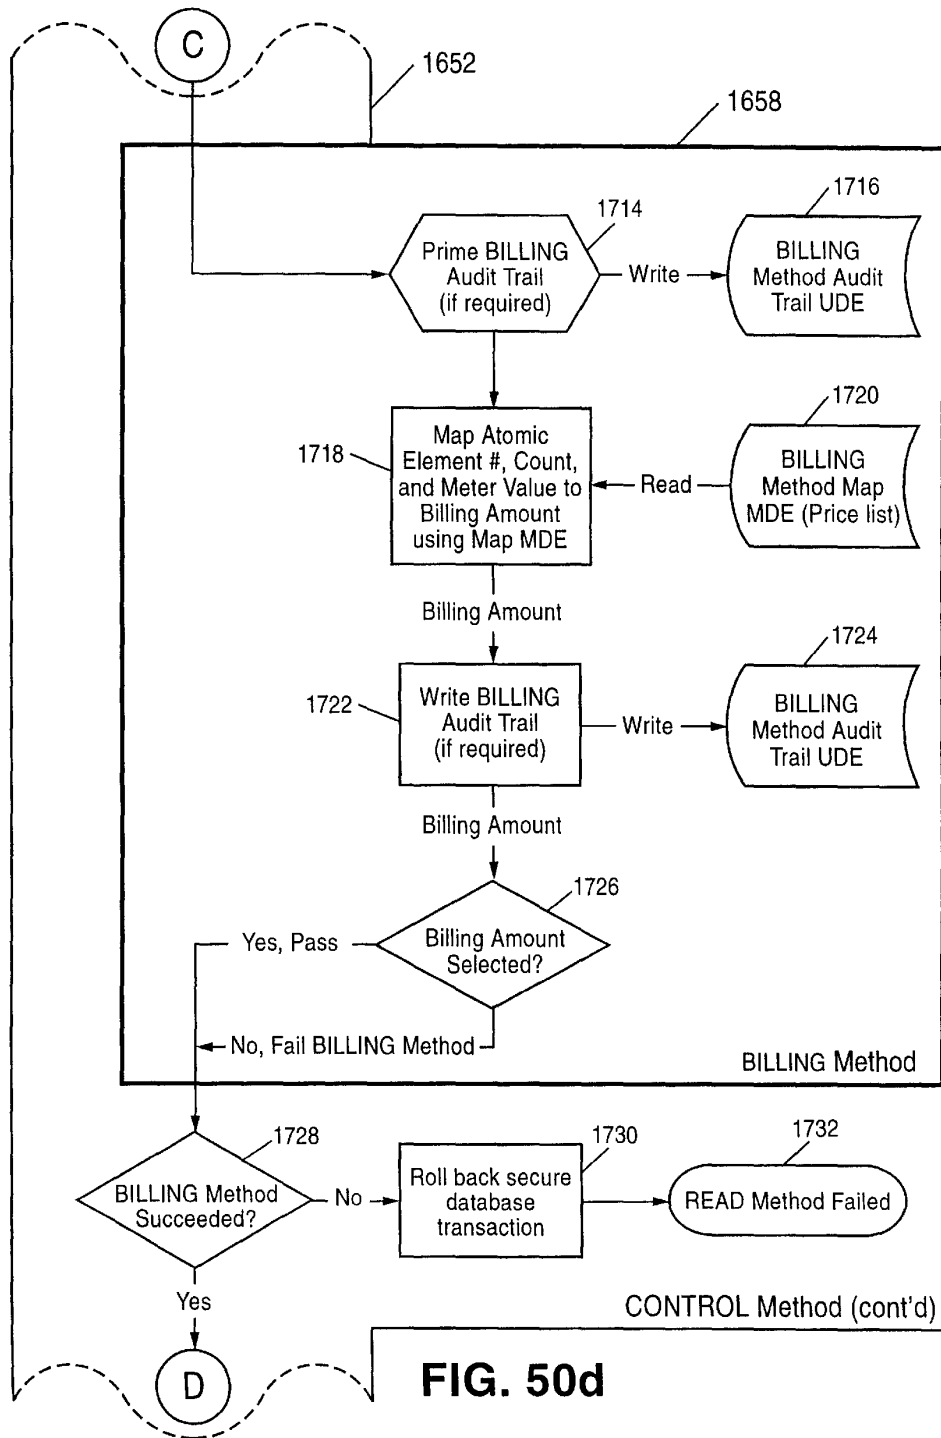 C
1652
1658
1714
Prime BILLING
Audit Trail
(if required)
Write
1716
BILLING
Method Audit
Trail UDE
1718
Map Atomic
Element #, Count,
and Meter Value to
Billing Amount
using Map MDE
Read
1720
BILLING
Method Map
MDE (Price list)
Billing Amount
1722
Write BILLING
Audit Trail
(if required)
Write
1724
BILLING
Method Audit
Trail UDE
Billing Amount
1726
Billing Amount
Selected?
Yes, Pass
No, Fail BILLING Method
BILLING Method
1728
BILLING Method
Succeeded?
No
1730
Roll back secure
database
transaction
1732
READ Method Failed
Yes
CONTROL Method (cont'd)
D
FIG. 50d